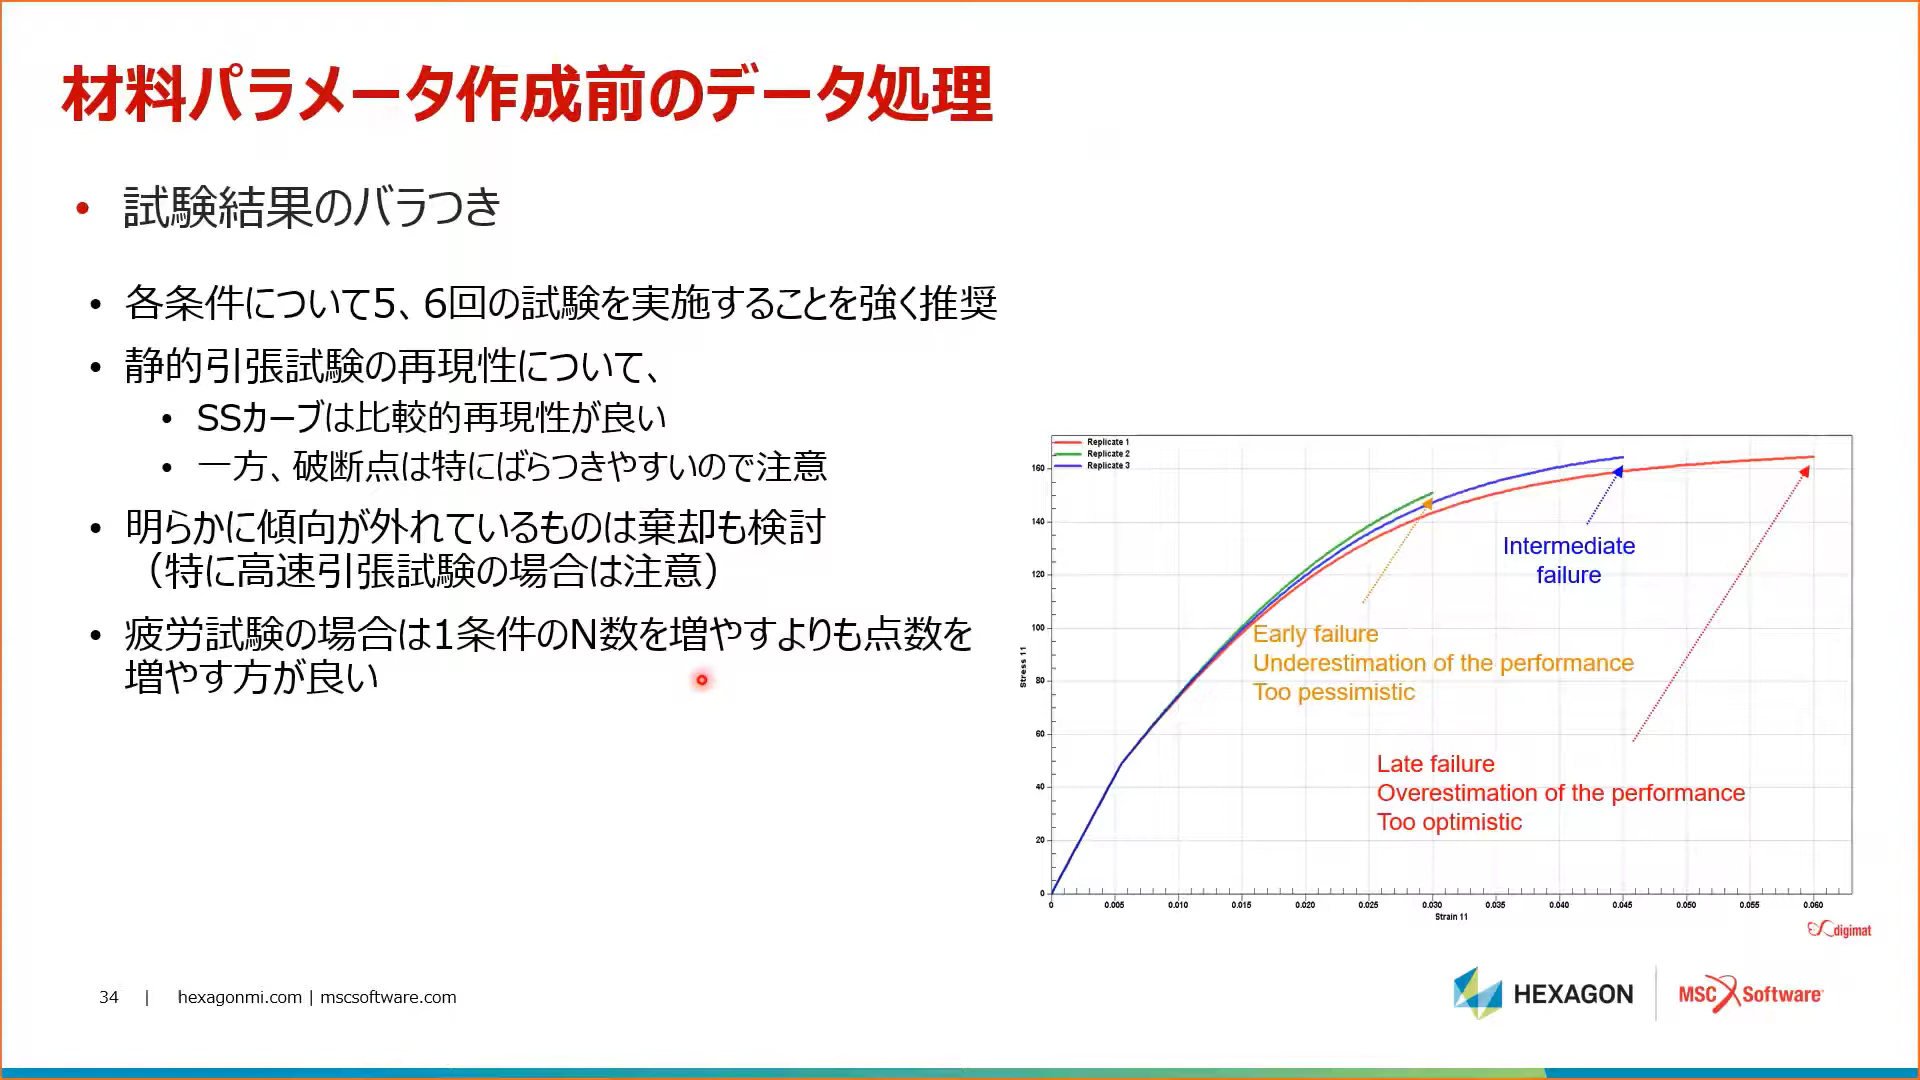 材料パラメータ作成前のデータ処理
• 試験結果のバラつき
• 各条件について5、6回の試験を実施することを強く推奨
• 静的引張試験の再現性について、
• SSカーブは比較的再現性が良い
• 一方、破断点は特にばらつきやすいので注意
• 明らかに傾向が外れているものは棄却も検討
（特に高速引張試験の場合は注意）
• 疲労試験の場合は1条件のN数を増やすよりも点数を
増やす方が良い
Replicate 1
Replicate 2
Replicate 3
160
140
120
100
80
60
40
20
0
Stress 11
Intermediate
failure
Early failure
Underestimation of the performance
Too pessimistic
Late failure
Overestimation of the performance
Too optimistic
0 0.005 0.010 0.015 0.020 0.025 0.030 0.035 0.040 0.045 0.050 0.055 0.060
Strain 11
digimat
34 | hexagonmi.com | mscsoftware.com
HEXAGON
MSC Software